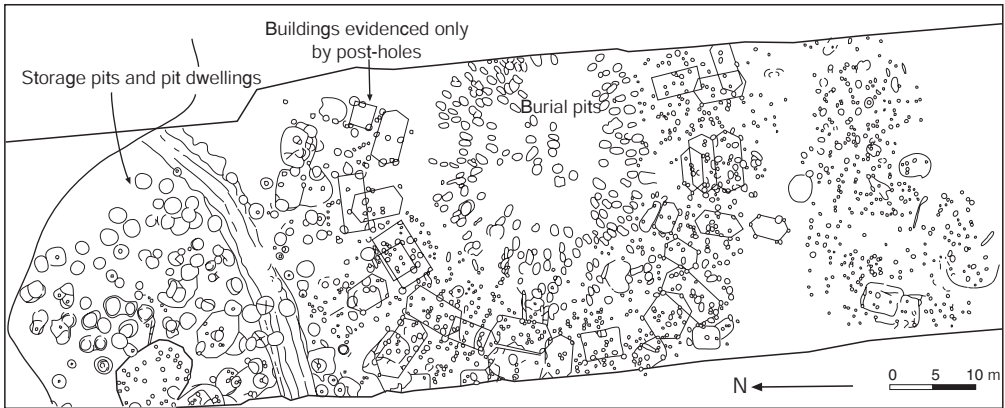 Buildings evidenced only
by post-holes
Storage pits and pit dwellings
Burial pits
N
0 5 10 m